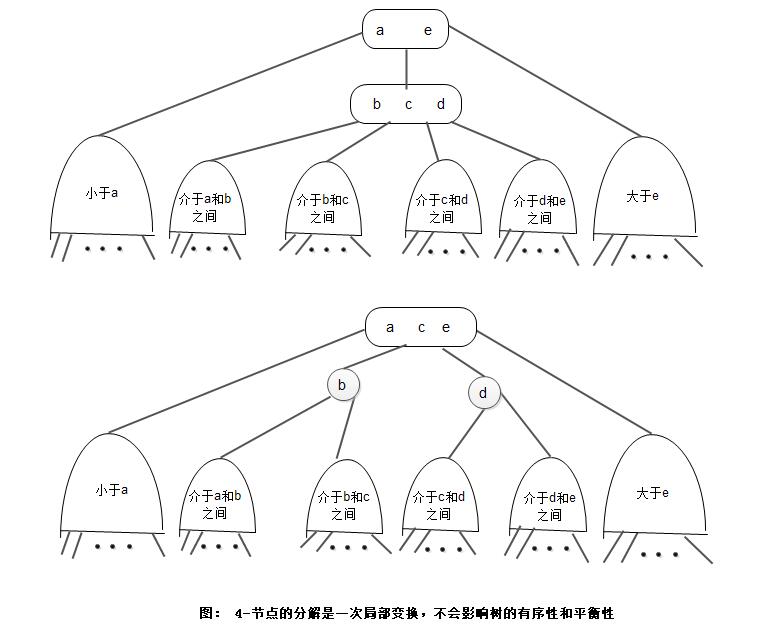 a e
b c d
小于a
介于a和b
之间
介于b和c
之间
介于c和d
之间
介于d和e
之间
大于e
a c e
b
d
小于a
介于a和b
之间
介于b和c
之间
介于c和d
之间
介于d和e
之间
大于e
图： 4-节点的分解是一次局部变换，不会影响树的有序性和平衡性